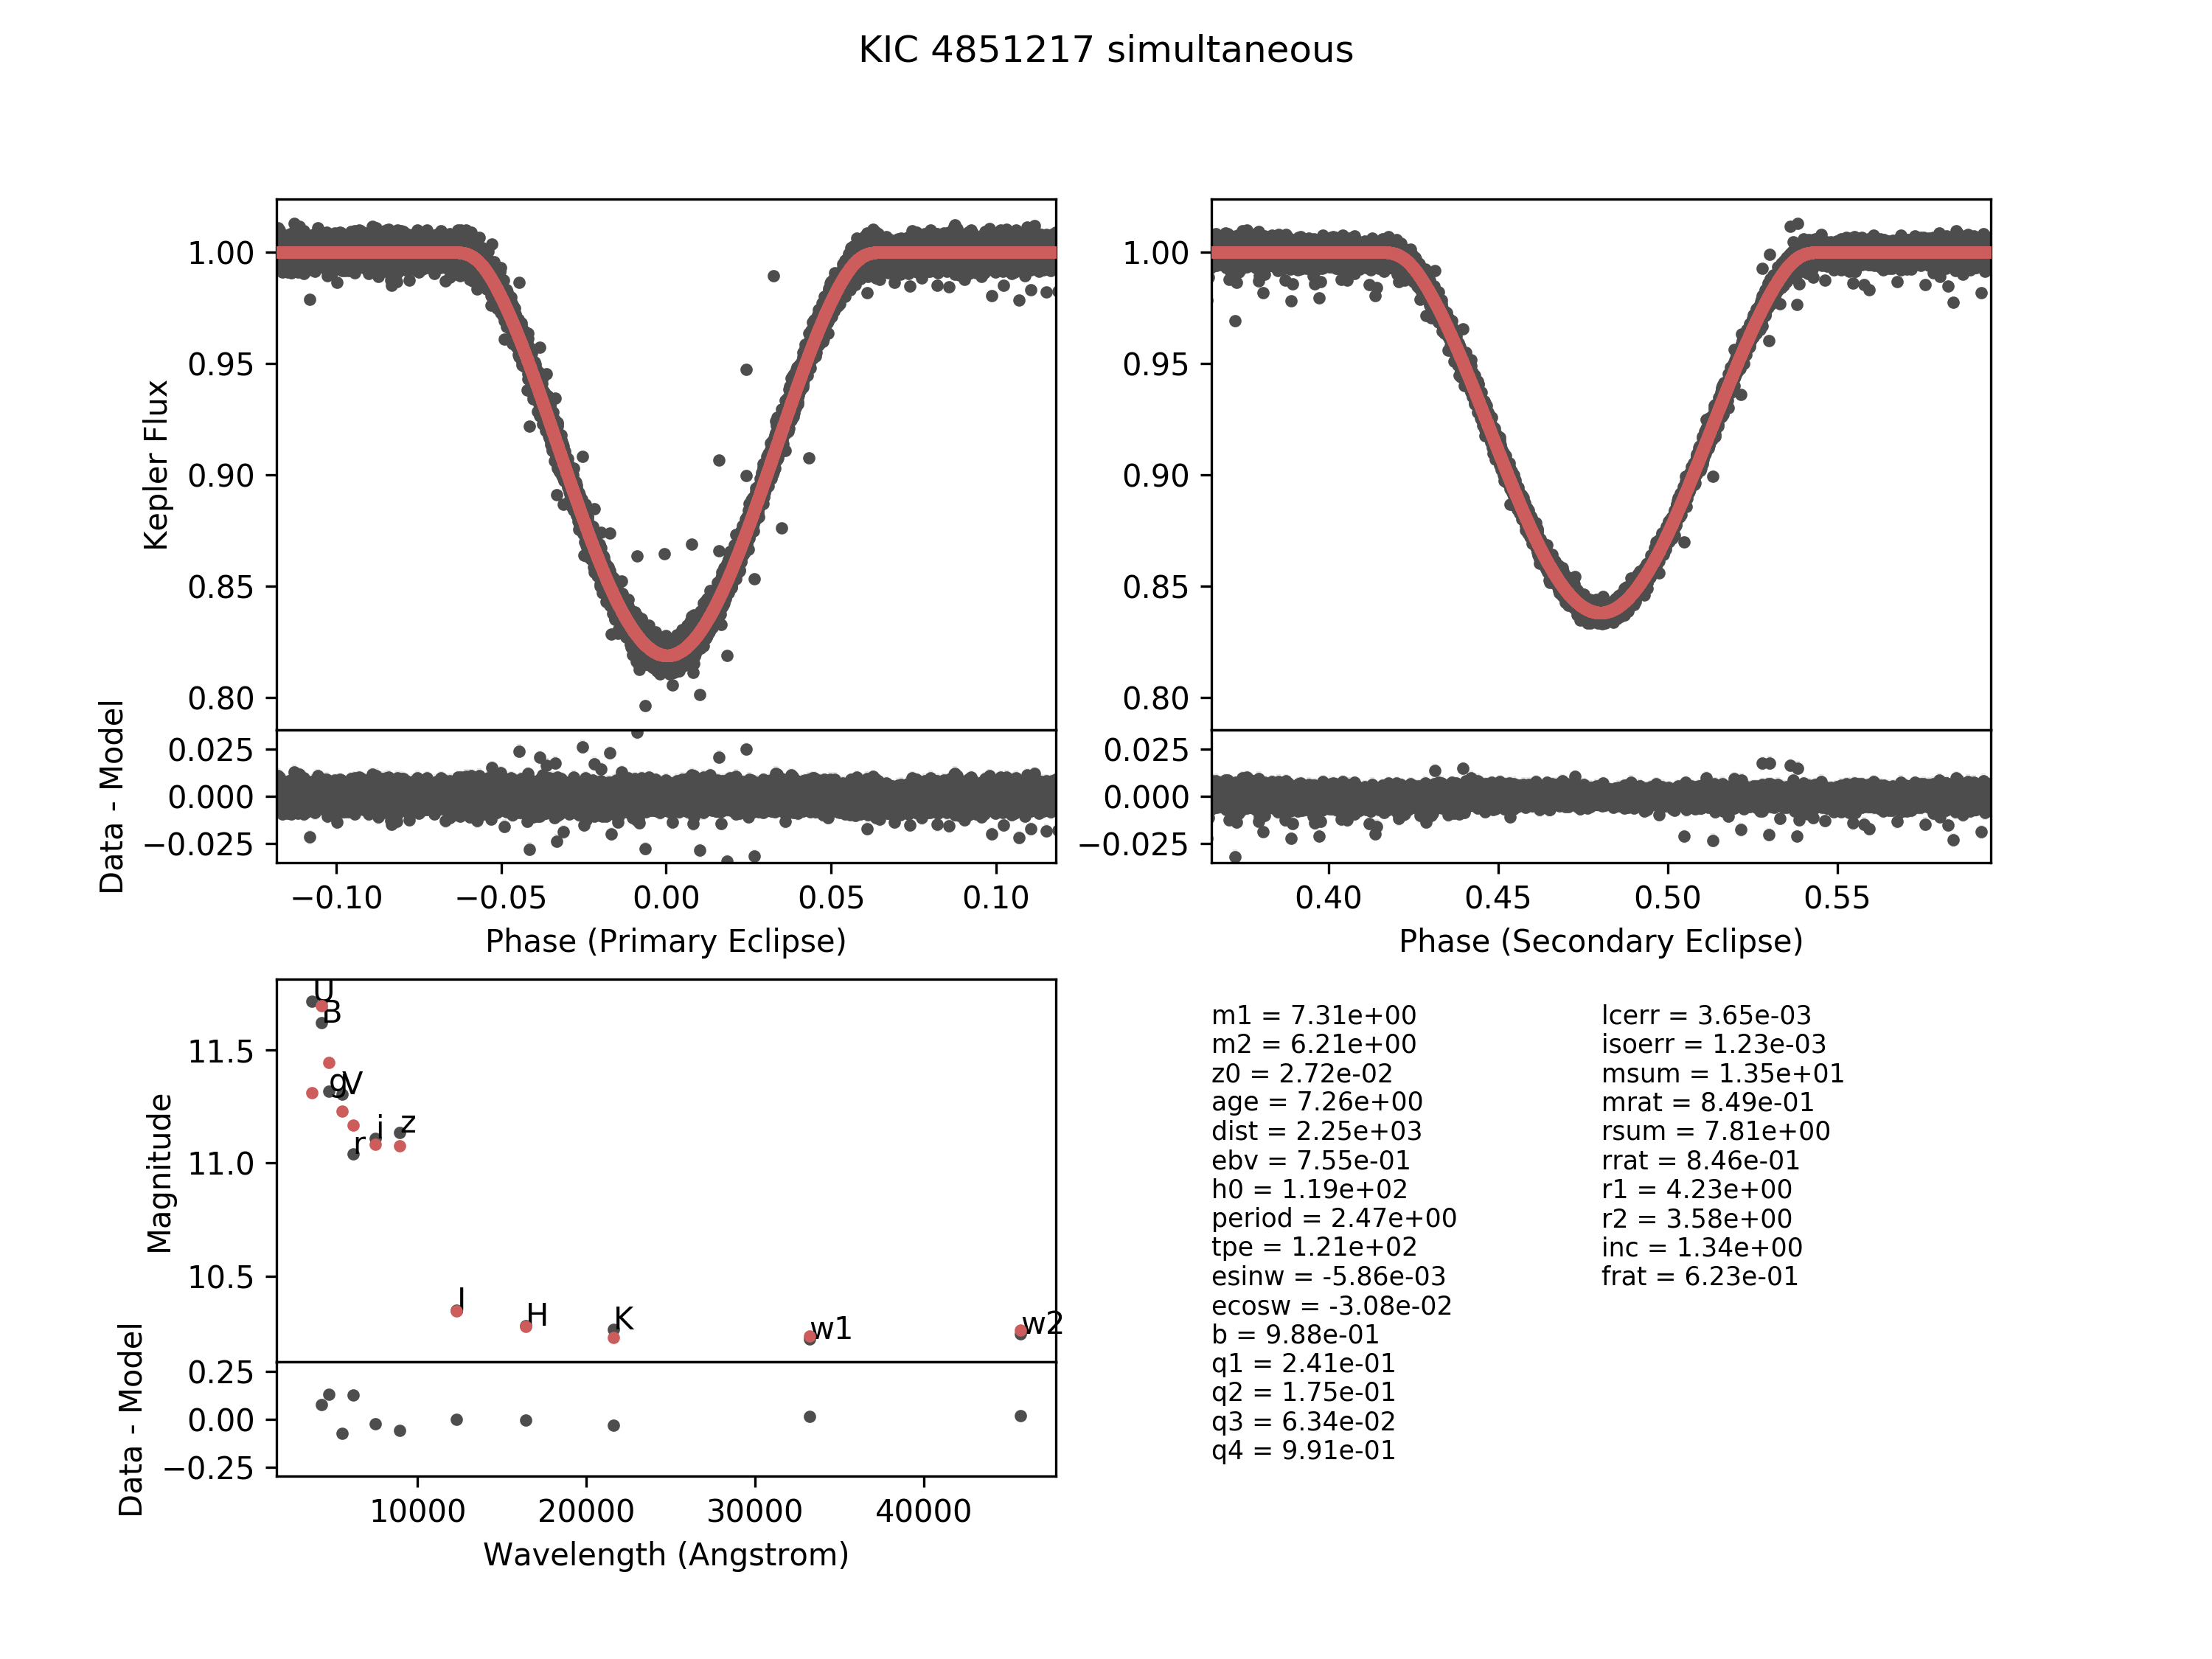 KIC 4851217 simultaneous
Kepler Flux
1.00
0.95
0.90
0.85
0.80
1.00
0.95
0.90
0.85
0.80
Data - Model
0.025
0.000
−0.025
0.025
0.000
−0.025
−0.10 −0.05 0.00 0.05 0.10
0.40 0.45 0.50 0.55
Phase (Primary Eclipse)
Phase (Secondary Eclipse)
Magnitude
11.5
11.0
10.5
U
B
g
V
r
i
z
J
H
K
w1
w2
Data - Model
0.25
0.00
−0.25
10000 20000 30000 40000
Wavelength (Angstrom)
m1 = 7.31e+00
m2 = 6.21e+00
z0 = 2.72e-02
age = 7.26e+00
dist = 2.25e+03
ebv = 7.55e-01
h0 = 1.19e+02
period = 2.47e+00
tpe = 1.21e+02
esinw = -5.86e-03
ecosw = -3.08e-02
b = 9.88e-01
q1 = 2.41e-01
q2 = 1.75e-01
q3 = 6.34e-02
q4 = 9.91e-01
lcerr = 3.65e-03
isoerr = 1.23e-03
msum = 1.35e+01
mrat = 8.49e-01
rsum = 7.81e+00
rrat = 8.46e-01
r1 = 4.23e+00
r2 = 3.58e+00
inc = 1.34e+00
frat = 6.23e-01